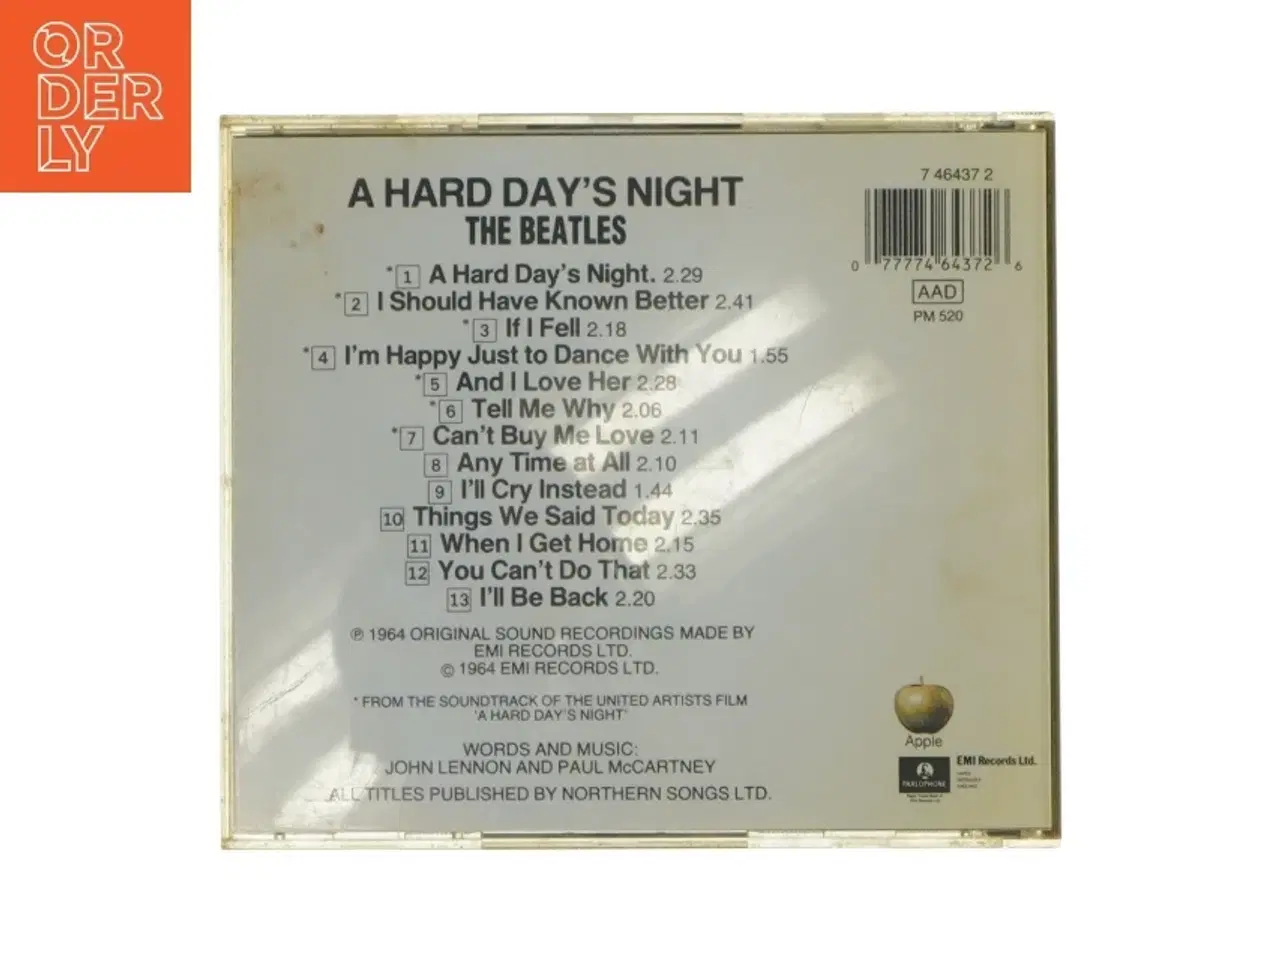 ORDERLY
A HARD DAY'S NIGHT
THE BEATLES
7 46437 2
0 77774 64372 6
AAD
PM 520
* 1 A Hard Day's Night. 2.29
* 2 I Should Have Known Better 2.41
* 3 If I Fell 2.18
* 4 I'm Happy Just to Dance With You 1.55
* 5 And I Love Her 2.28
* 6 Tell Me Why 2.06
* 7 Can't Buy Me Love 2.11
8 Any Time at All 2.10
9 I'll Cry Instead 1.44
10 Things We Said Today 2.35
11 When I Get Home 2.15
12 You Can't Do That 2.33
13 I'll Be Back 2.20
℗ 1964 ORIGINAL SOUND RECORDINGS MADE BY
EMI RECORDS LTD.
© 1964 EMI RECORDS LTD.
* FROM THE SOUNDTRACK OF THE UNITED ARTISTS FILM
'A HARD DAY'S NIGHT'
WORDS AND MUSIC:
JOHN LENNON AND PAUL McCARTNEY
ALL TITLES PUBLISHED BY NORTHERN SONGS LTD.
Apple
PARLOPHONE
EMI Records Ltd.